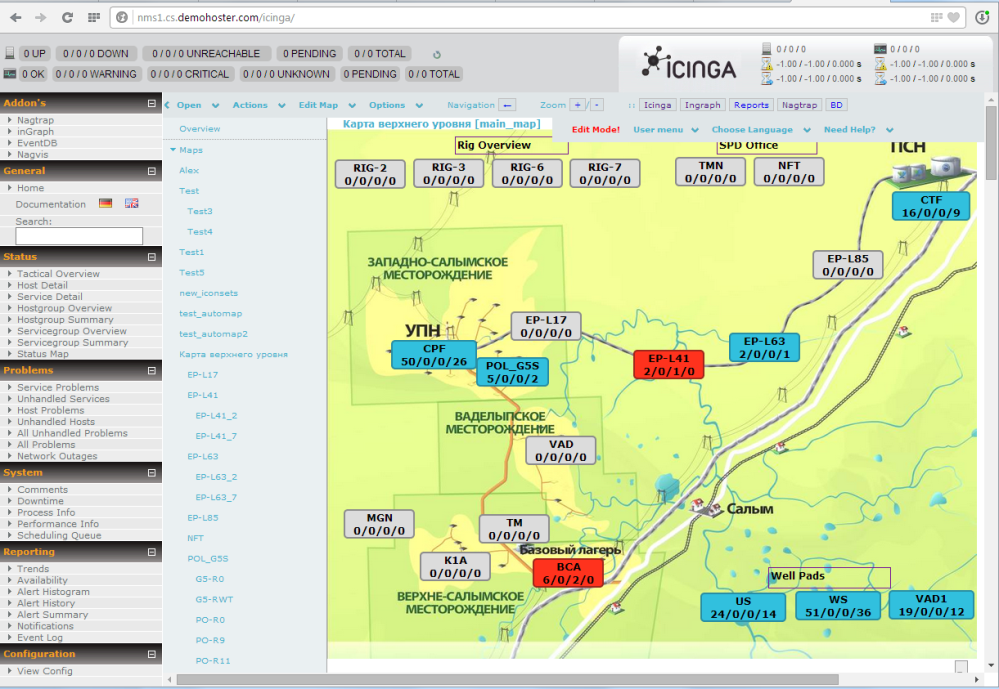 nms1.cs.demohoster.com/icinga/
0 UP 0 / 0 / 0 DOWN 0 / 0 / 0 UNREACHABLE 0 PENDING 0 / 0 TOTAL
0 OK 0 / 0 / 0 WARNING 0 / 0 / 0 CRITICAL 0 / 0 / 0 UNKNOWN 0 PENDING 0 / 0 TOTAL
ICINGA
0 / 0 / 0 0 / 0 / 0
-1.00 / -1.00 / 0.000 s -1.00 / -1.00 / 0.000 s
-1.00 / -1.00 / 0.000 s -1.00 / -1.00 / 0.000 s
Addon's
Nagtrap
inGraph
EventDB
Nagvis
General
Home
Documentation
Search:
Status
Tactical Overview
Host Detail
Service Detail
Hostgroup Overview
Hostgroup Summary
Servicegroup Overview
Servicegroup Summary
Status Map
Problems
Service Problems
Unhandled Services
Host Problems
Unhandled Hosts
All Unhandled Problems
All Problems
Network Outages
System
Comments
Downtime
Process Info
Performance Info
Scheduling Queue
Reporting
Trends
Availability
Alert Histogram
Alert History
Alert Summary
Notifications
Event Log
Configuration
View Config
Open Actions Edit Map Options Navigation ← Zoom + / - :: Icinga Ingraph Reports Nagtrap BD
Edit Mode! User menu Choose Language Need Help?
Overview
Maps
Alex
Test
Test3
Test4
Test1
Test5
new_iconsets
test_automap
test_automap2
Карта верхнего уровня
EP-L17
EP-L41
EP-L41_2
EP-L41_7
EP-L63
EP-L63_2
EP-L63_7
EP-L85
NFT
POL_G5S
G5-R0
G5-RWT
PO-R0
PO-R9
PO-R11
Карта верхнего уровня [main_map]
Rig Overview
SPD Office
RIG-2
0/0/0/0
RIG-3
0/0/0/0
RIG-6
0/0/0/0
RIG-7
0/0/0/0
TMN
0/0/0/0
NFT
0/0/0/0
ПСН
CTF
16/0/0/9
EP-L85
0/0/0/0
ЗАПАДНО-САЛЫМСКОЕ
МЕСТОРОЖДЕНИЕ
УПН
EP-L17
0/0/0/0
CPF
50/0/0/26
POL_G5S
5/0/0/2
EP-L41
2/0/1/0
EP-L63
2/0/0/1
ВАДЕЛЫПСКОЕ
МЕСТОРОЖДЕНИЕ
VAD
0/0/0/0
MGN
0/0/0/0
TM
0/0/0/0
Салым
Базовый лагерь
K1A
0/0/0/0
BCA
6/0/2/0
ВЕРХНЕ-САЛЫМСКОЕ
МЕСТОРОЖДЕНИЕ
Well Pads
US
24/0/0/14
WS
51/0/0/36
VAD1
19/0/0/12